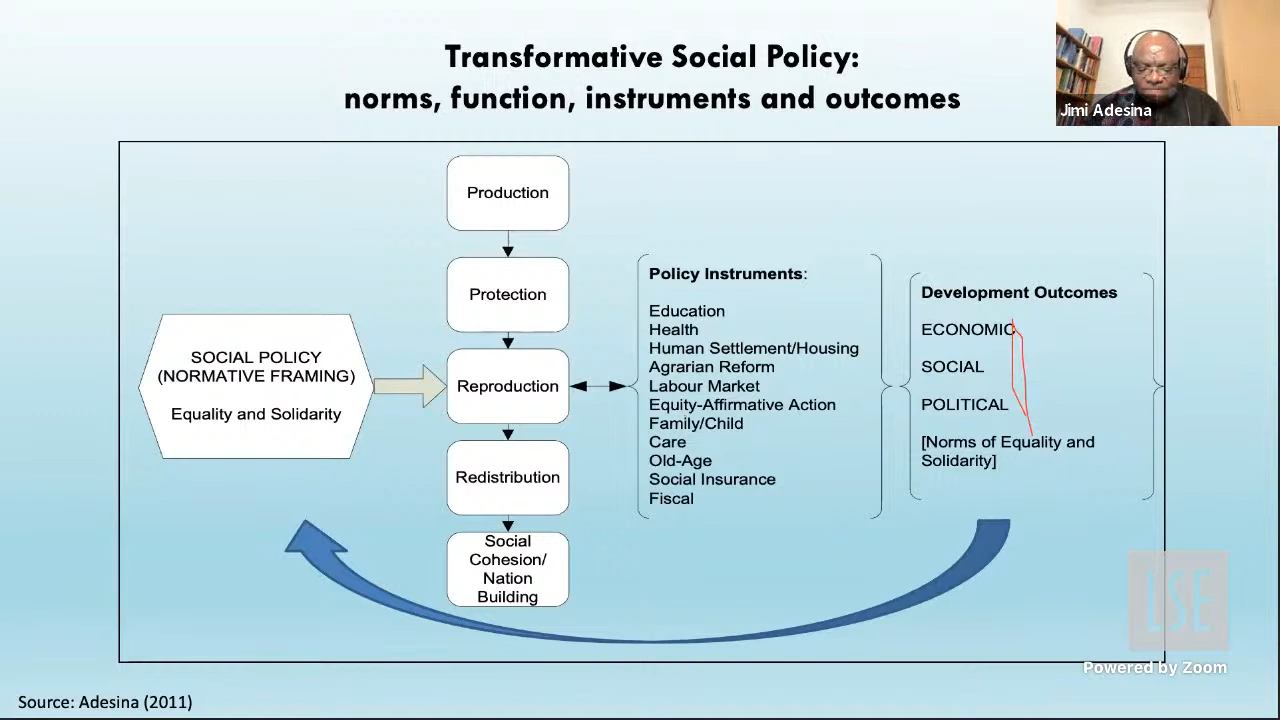 Transformative Social Policy:
norms, function, instruments and outcomes
Jimi Adesina
Production
Protection
SOCIAL POLICY
(NORMATIVE FRAMING)
Equality and Solidarity
Reproduction
Redistribution
Social
Cohesion/
Nation
Building
Policy Instruments:
Education
Health
Human Settlement/Housing
Agrarian Reform
Labour Market
Equity-Affirmative Action
Family/Child
Care
Old-Age
Social Insurance
Fiscal
Development Outcomes
ECONOMIC
SOCIAL
POLITICAL
[Norms of Equality and
Solidarity]
LSE
Powered by Zoom
Source: Adesina (2011)